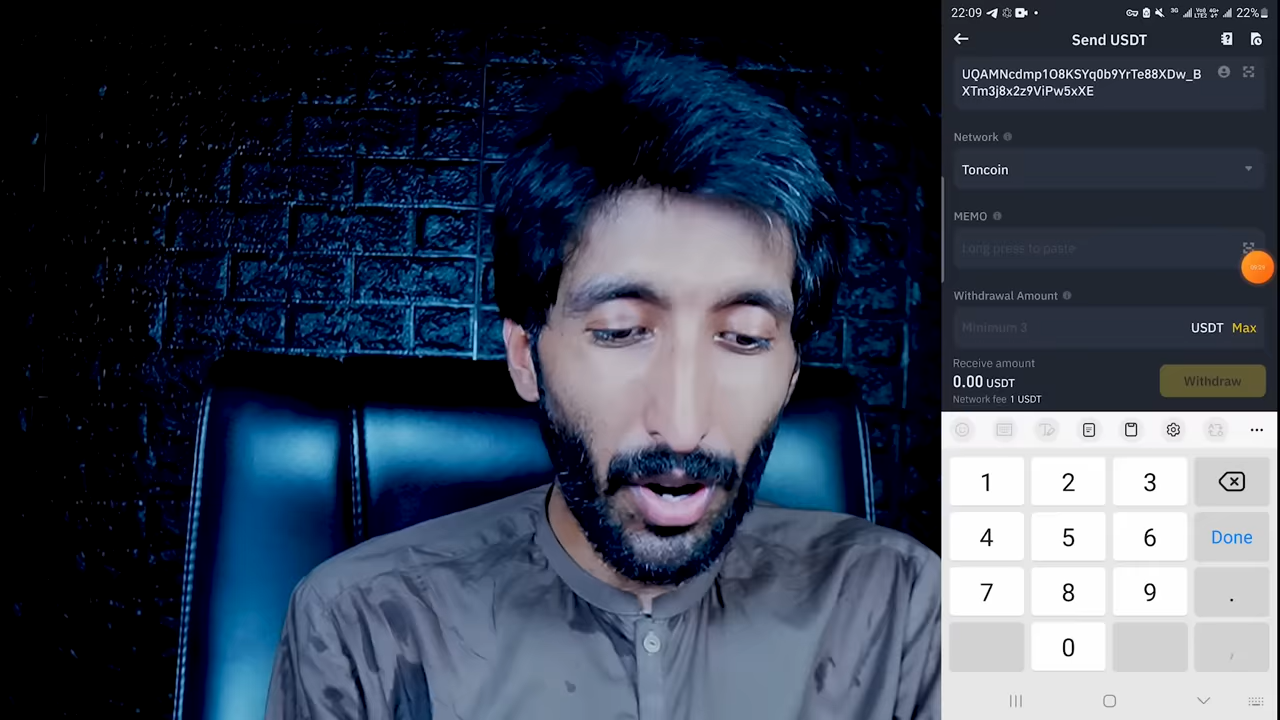 22:09
22%
Send USDT
UQAMNcdmp1O8KSYq0b9YrTe88XDw_B
XTm3j8x2z9ViPw5xXE
Network
Toncoin
MEMO
Long press to paste
Withdrawal Amount
Minimum 3 USDT Max
Receive amount
0.00 USDT
Network fee 1 USDT
Withdraw
1 2 3
4 5 6 Done
7 8 9 .
0 ,